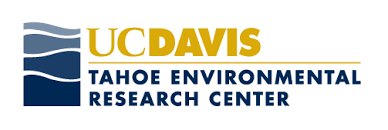 UCDAVIS
TAHOE ENVIRONMENTAL
RESEARCH CENTER